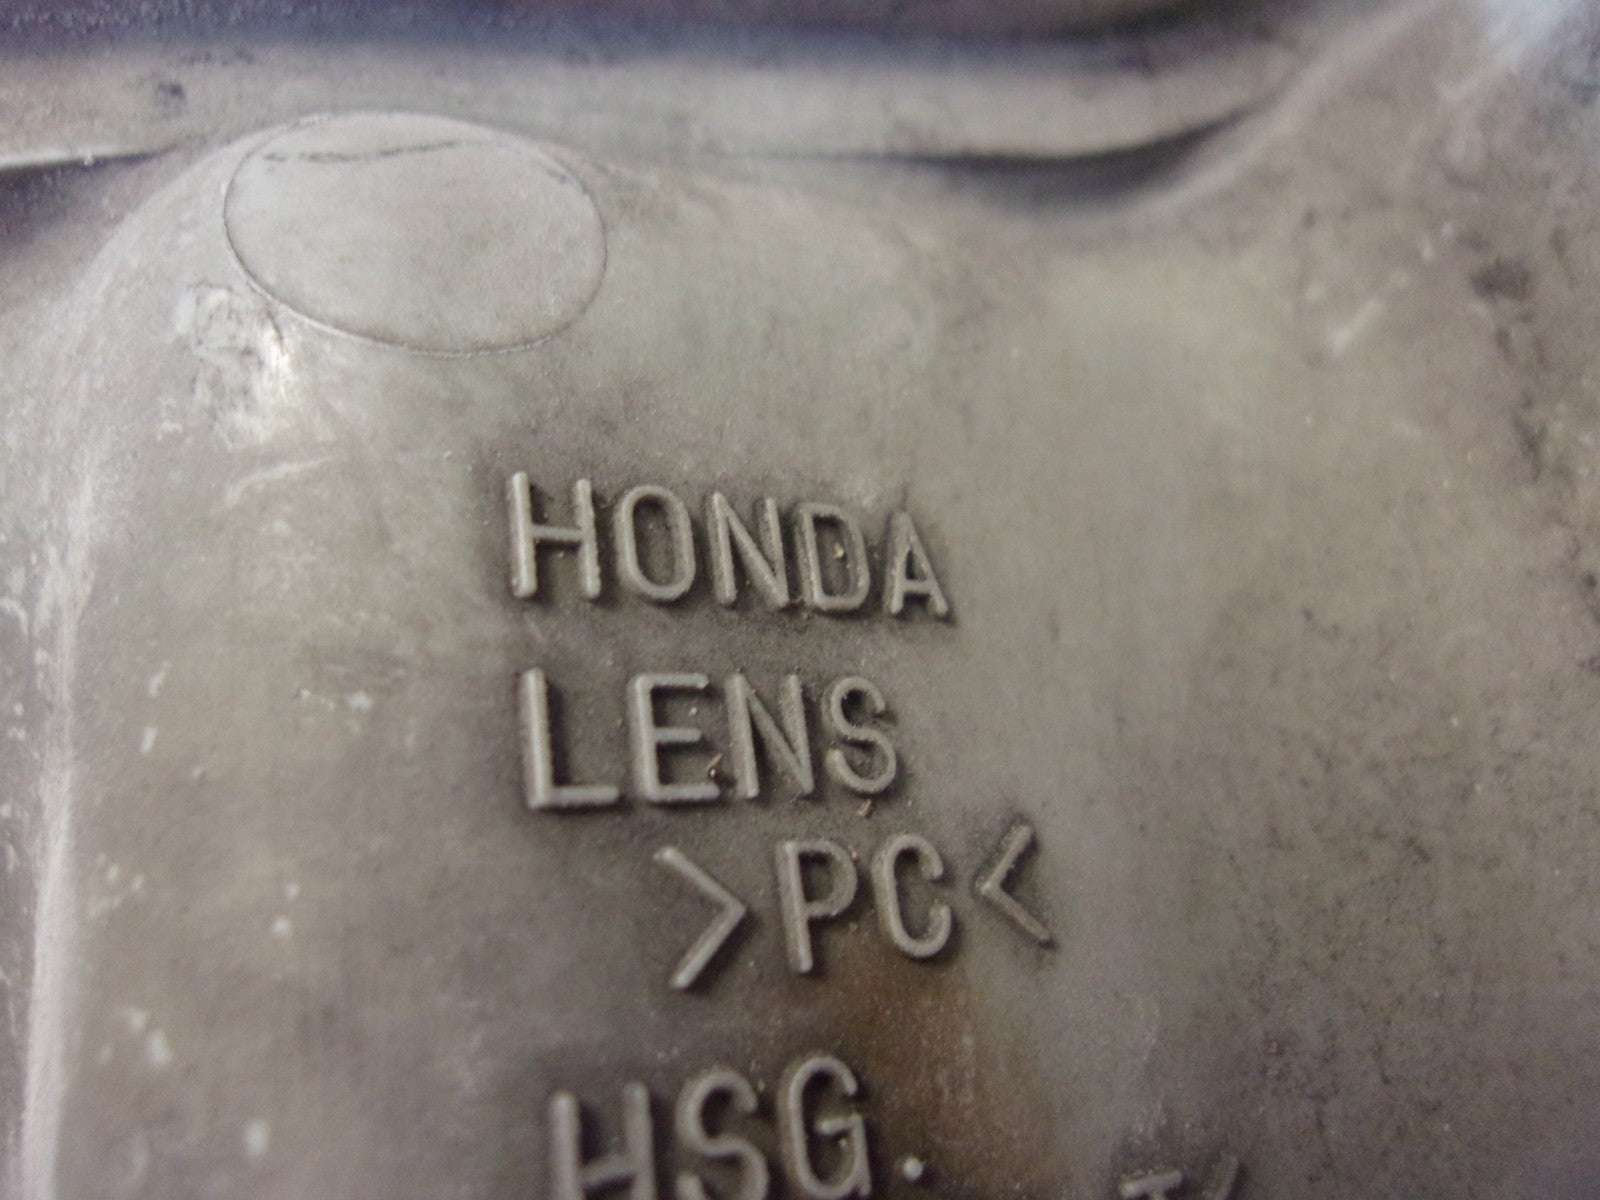 HONDA
LENS
>PC<
HSG.